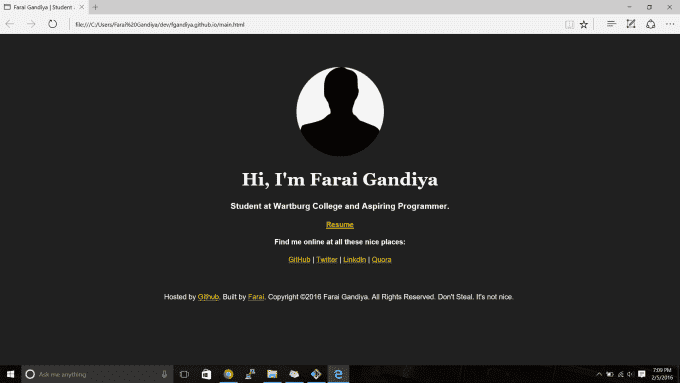 Farai Gandiya | Student
file:///C:/Users/Farai%20Gandiya/dev/fgandiya.github.io/main.html
Hi, I'm Farai Gandiya
Student at Wartburg College and Aspiring Programmer.
Resume
Find me online at all these nice places:
GitHub | Twitter | LinkdIn | Quora
Hosted by Github. Built by Farai. Copyright ©2016 Farai Gandiya. All Rights Reserved. Don't Steal. It's not nice.
Ask me anything
7:09 PM
2/5/2016